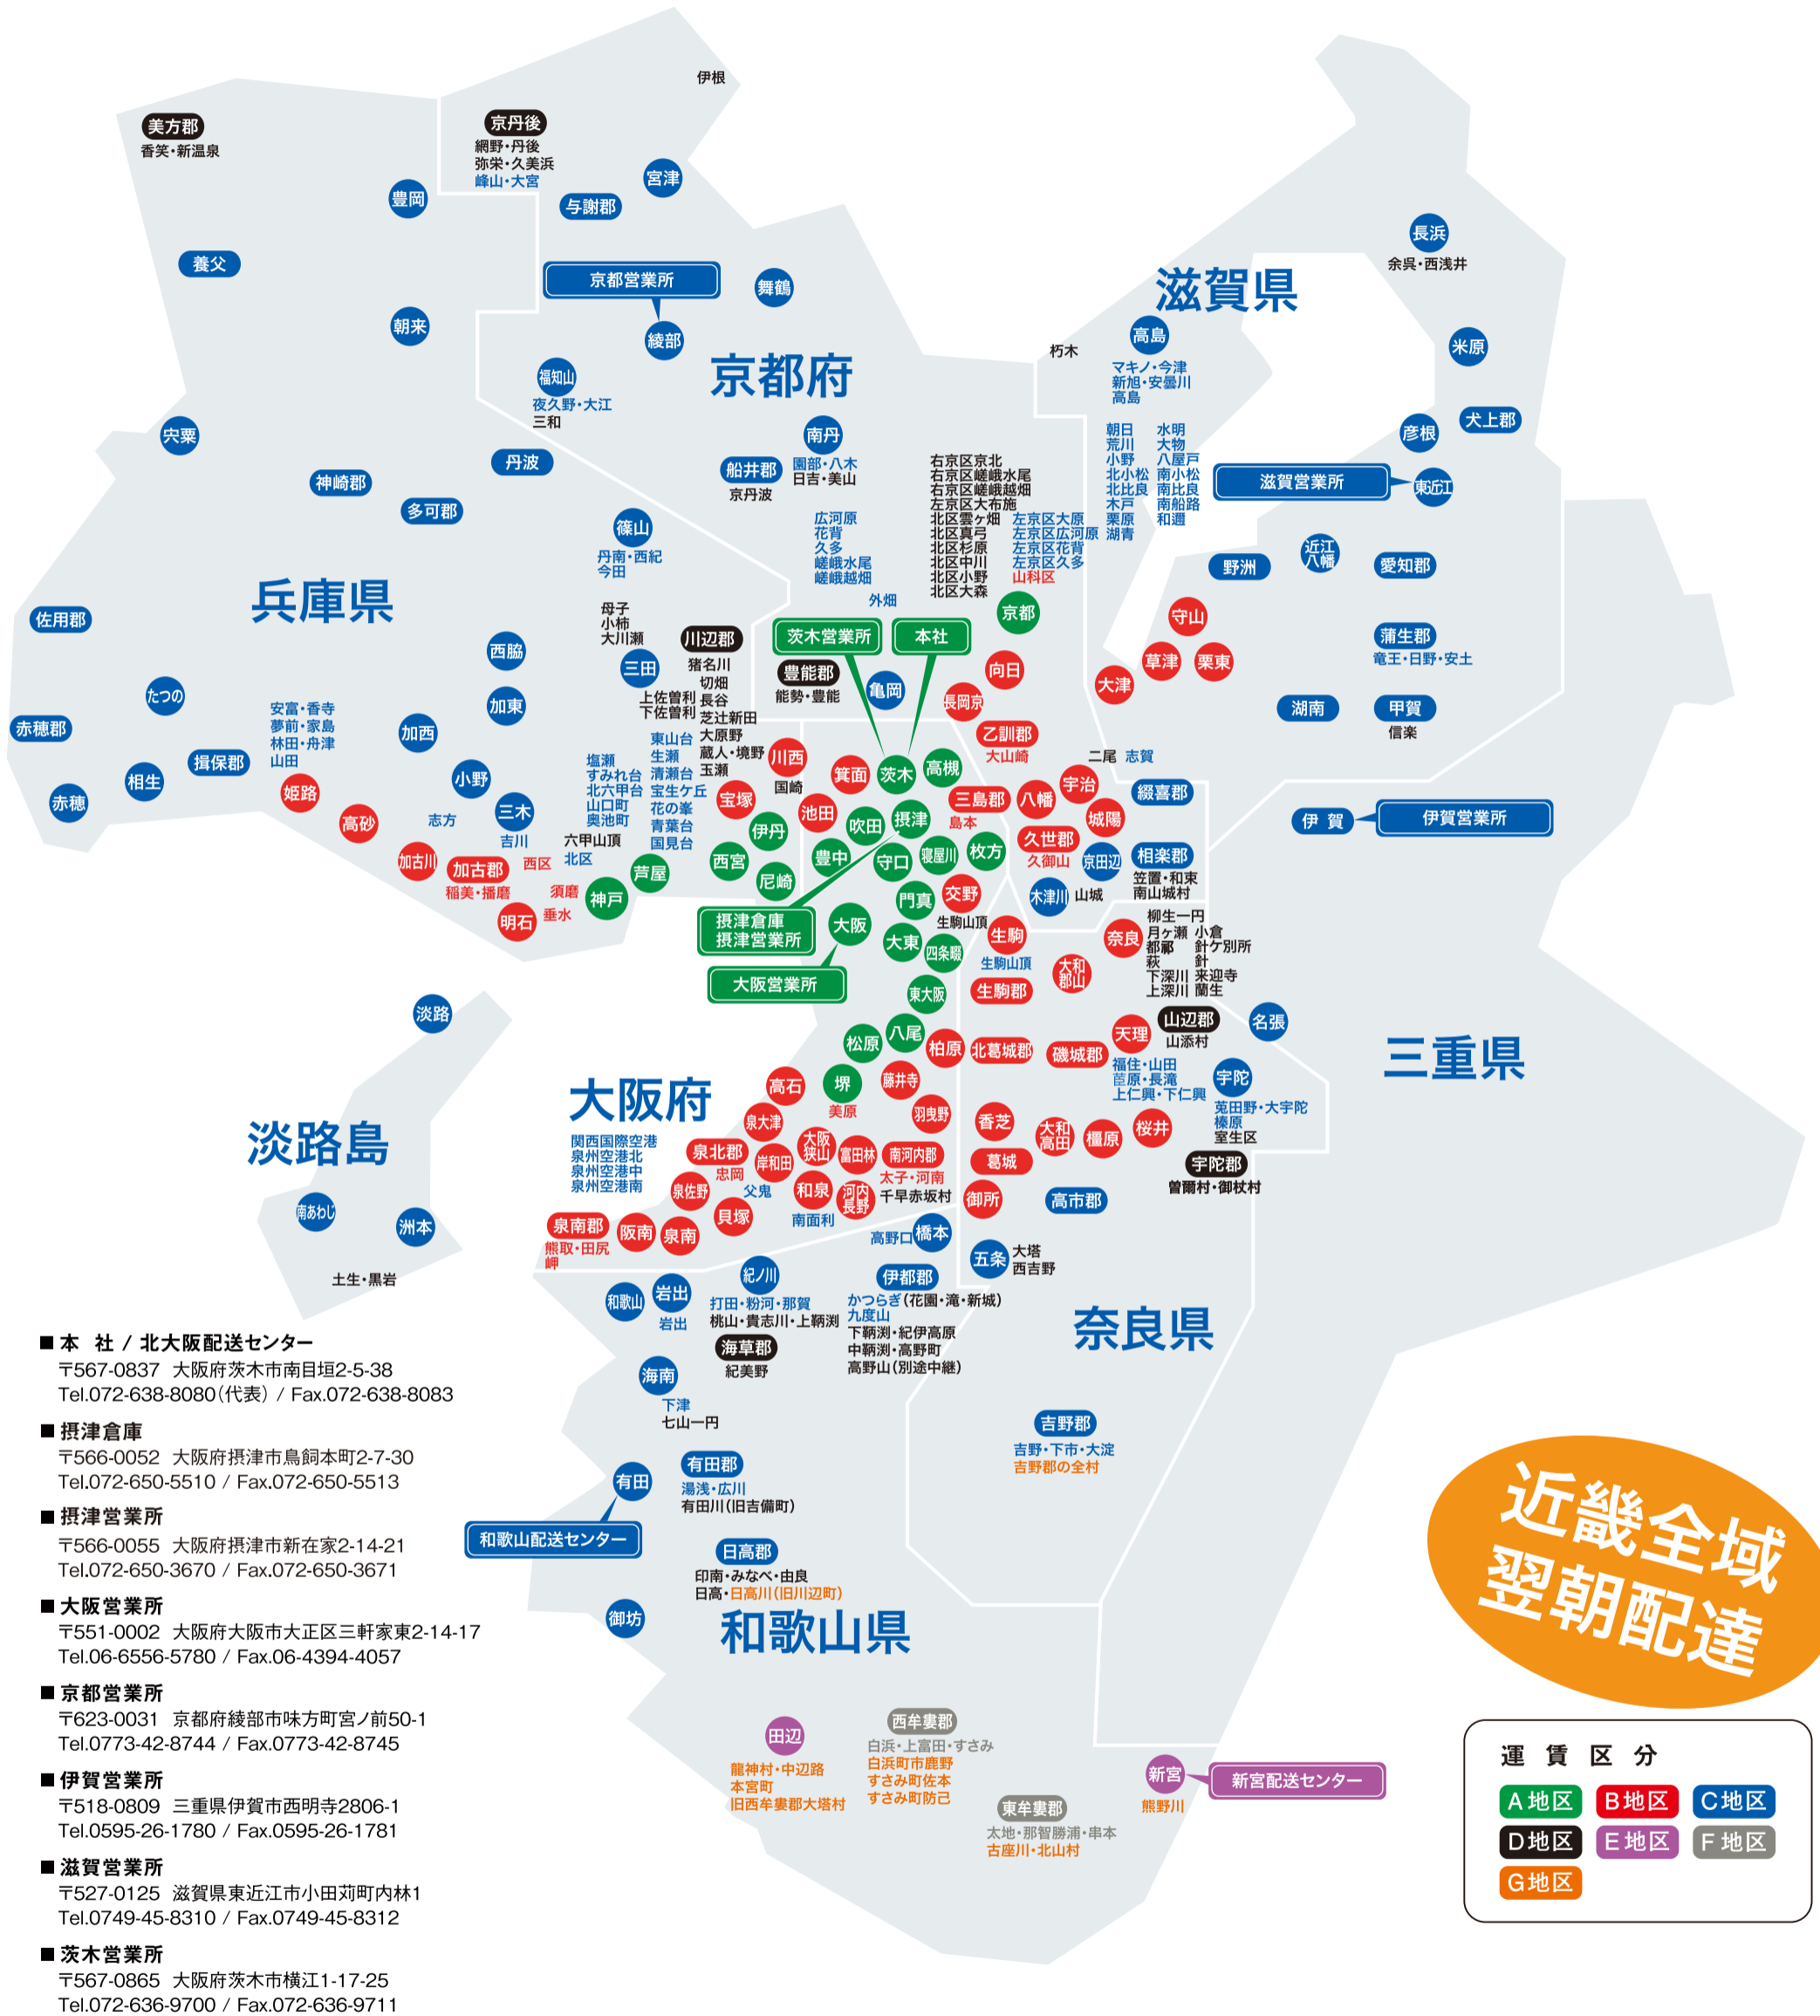 伊根
美方郡
香笑・新温泉
京丹後
網野・丹後
弥栄・久美浜
峰山・大宮
豊岡
宮津
与謝郡
養父
京都営業所
舞鶴
朝来
綾部
京都府
福知山
夜久野・大江
三和
滋賀県
長浜
余呉・西浅井
高島
朽木
マキノ・今津
新旭・安曇川
高島
米原
犬上郡
彦根
滋賀営業所
東近江
朝日 水明
荒川 大物
小野 八屋戸
北小松 南小松
北比良 南比良
木戸 南船路
栗原 和邇
湖青
野洲
近江
八幡
愛知郡
蒲生郡
竜王・日野・安土
守山
草津
栗東
大津
湖南
甲賀
信楽
宍粟
神崎郡
丹波
多可郡
南丹
園部・八木
日吉・美山
船井郡
京丹波
広河原
花背
久多
嵯峨水尾
嵯峨越畑
外畑
右京区京北
右京区嵯峨水尾
右京区嵯峨越畑
左京区大布施
北区雲ヶ畑
北区真弓
北区杉原
北区中川
北区小野
北区大森
左京区大原
左京区広河原
左京区花背
左京区久多
山科区
京都
篠山
丹南・西紀
今田
兵庫県
佐用郡
母子
小柿
大川瀬
三田
上佐曽利
下佐曽利
川辺郡
猪名川
切畑
長谷
芝辻新田
大原野
蔵人・境野
玉瀬
茨木営業所
本社
豊能郡
能勢・豊能
亀岡
向日
長岡京
乙訓郡
大山崎
西脇
加東
たつの
赤穂郡
安富・香寺
夢前・家島
林田・舟津
山田
加西
揖保郡
相生
赤穂
姫路
高砂
小野
三木
志方
吉川
加古川
加古郡
稲美・播磨
西区
明石
垂水
須磨
神戸
六甲山頂
北区
芦屋
塩瀬
すみれ台
北六甲台
山口町
奥池町
東山台
生瀬
清瀬台
宝生ケ丘
花の峯
青葉台
国見台
川西
国崎
宝塚
伊丹
西宮
尼崎
箕面
池田
茨木
高槻
吹田
摂津
豊中
守口
寝屋川
枚方
門真
交野
大阪
大東
四条畷
東大阪
三島郡
島本
八幡
宇治
二尾 志賀
城陽
久世郡
久御山
綴喜郡
京田辺
相楽郡
笠置・和束
南山城村
木津川
山城
伊賀
伊賀営業所
摂津倉庫
摂津営業所
大阪営業所
生駒山頂
生駒
生駒山頂
生駒郡
奈良
柳生一円
月ヶ瀬 小倉
都祁 針ケ別所
萩 針
下深川 来迎寺
上深川 蘭生
大和
郡山
山辺郡
山添村
名張
三重県
淡路
松原
八尾
柏原
北葛城郡
磯城郡
天理
福住・山田
苣原・長滝
上仁興・下仁興
宇陀
菟田野・大宇陀
榛原
室生区
宇陀郡
曽爾村・御杖村
高石
堺
美原
藤井寺
羽曳野
香芝
大和
高田
橿原
桜井
葛城
御所
高市郡
大阪府
関西国際空港
泉州空港北
泉州空港中
泉州空港南
泉大津
泉北郡
忠岡
岸和田
大阪
狭山
富田林
南河内郡
太子・河南
千早赤坂村
泉佐野
父鬼
和泉
南面利
河内
長野
貝塚
泉南郡
熊取・田尻
岬
阪南
泉南
淡路島
南あわじ
洲本
土生・黒岩
高野口
橋本
五条
大塔
西吉野
紀ノ川
打田・粉河・那賀
桃山・貴志川・上鞆渕
和歌山
岩出
岩出
伊都郡
かつらぎ(花園・滝・新城)
九度山
下鞆渕・紀伊高原
中鞆渕・高野町
高野山(別途中継)
海草郡
紀美野
海南
下津
七山一円
奈良県
吉野郡
吉野・下市・大淀
吉野郡の全村
有田
有田郡
湯浅・広川
有田川(旧吉備町)
和歌山配送センター
日高郡
印南・みなべ・由良
日高・日高川(旧川辺町)
御坊
和歌山県
田辺
龍神村・中辺路
本宮町
旧西牟婁郡大塔村
西牟婁郡
白浜・上富田・すさみ
白浜町市鹿野
すさみ町佐本
すさみ町防己
東牟婁郡
太地・那智勝浦・串本
古座川・北山村
新宮
熊野川
新宮配送センター
■ 本 社 / 北大阪配送センター
〒567-0837 大阪府茨木市南目垣2-5-38
Tel.072-638-8080(代表) / Fax.072-638-8083
■ 摂津倉庫
〒566-0052 大阪府摂津市鳥飼本町2-7-30
Tel.072-650-5510 / Fax.072-650-5513
■ 摂津営業所
〒566-0055 大阪府摂津市新在家2-14-21
Tel.072-650-3670 / Fax.072-650-3671
■ 大阪営業所
〒551-0002 大阪府大阪市大正区三軒家東2-14-17
Tel.06-6556-5780 / Fax.06-4394-4057
■ 京都営業所
〒623-0031 京都府綾部市味方町宮ノ前50-1
Tel.0773-42-8744 / Fax.0773-42-8745
■ 伊賀営業所
〒518-0809 三重県伊賀市西明寺2806-1
Tel.0595-26-1780 / Fax.0595-26-1781
■ 滋賀営業所
〒527-0125 滋賀県東近江市小田苅町内林1
Tel.0749-45-8310 / Fax.0749-45-8312
■ 茨木営業所
〒567-0865 大阪府茨木市横江1-17-25
Tel.072-636-9700 / Fax.072-636-9711
近畿全域
翌朝配達
運賃区分
A地区 B地区 C地区
D地区 E地区 F地区
G地区